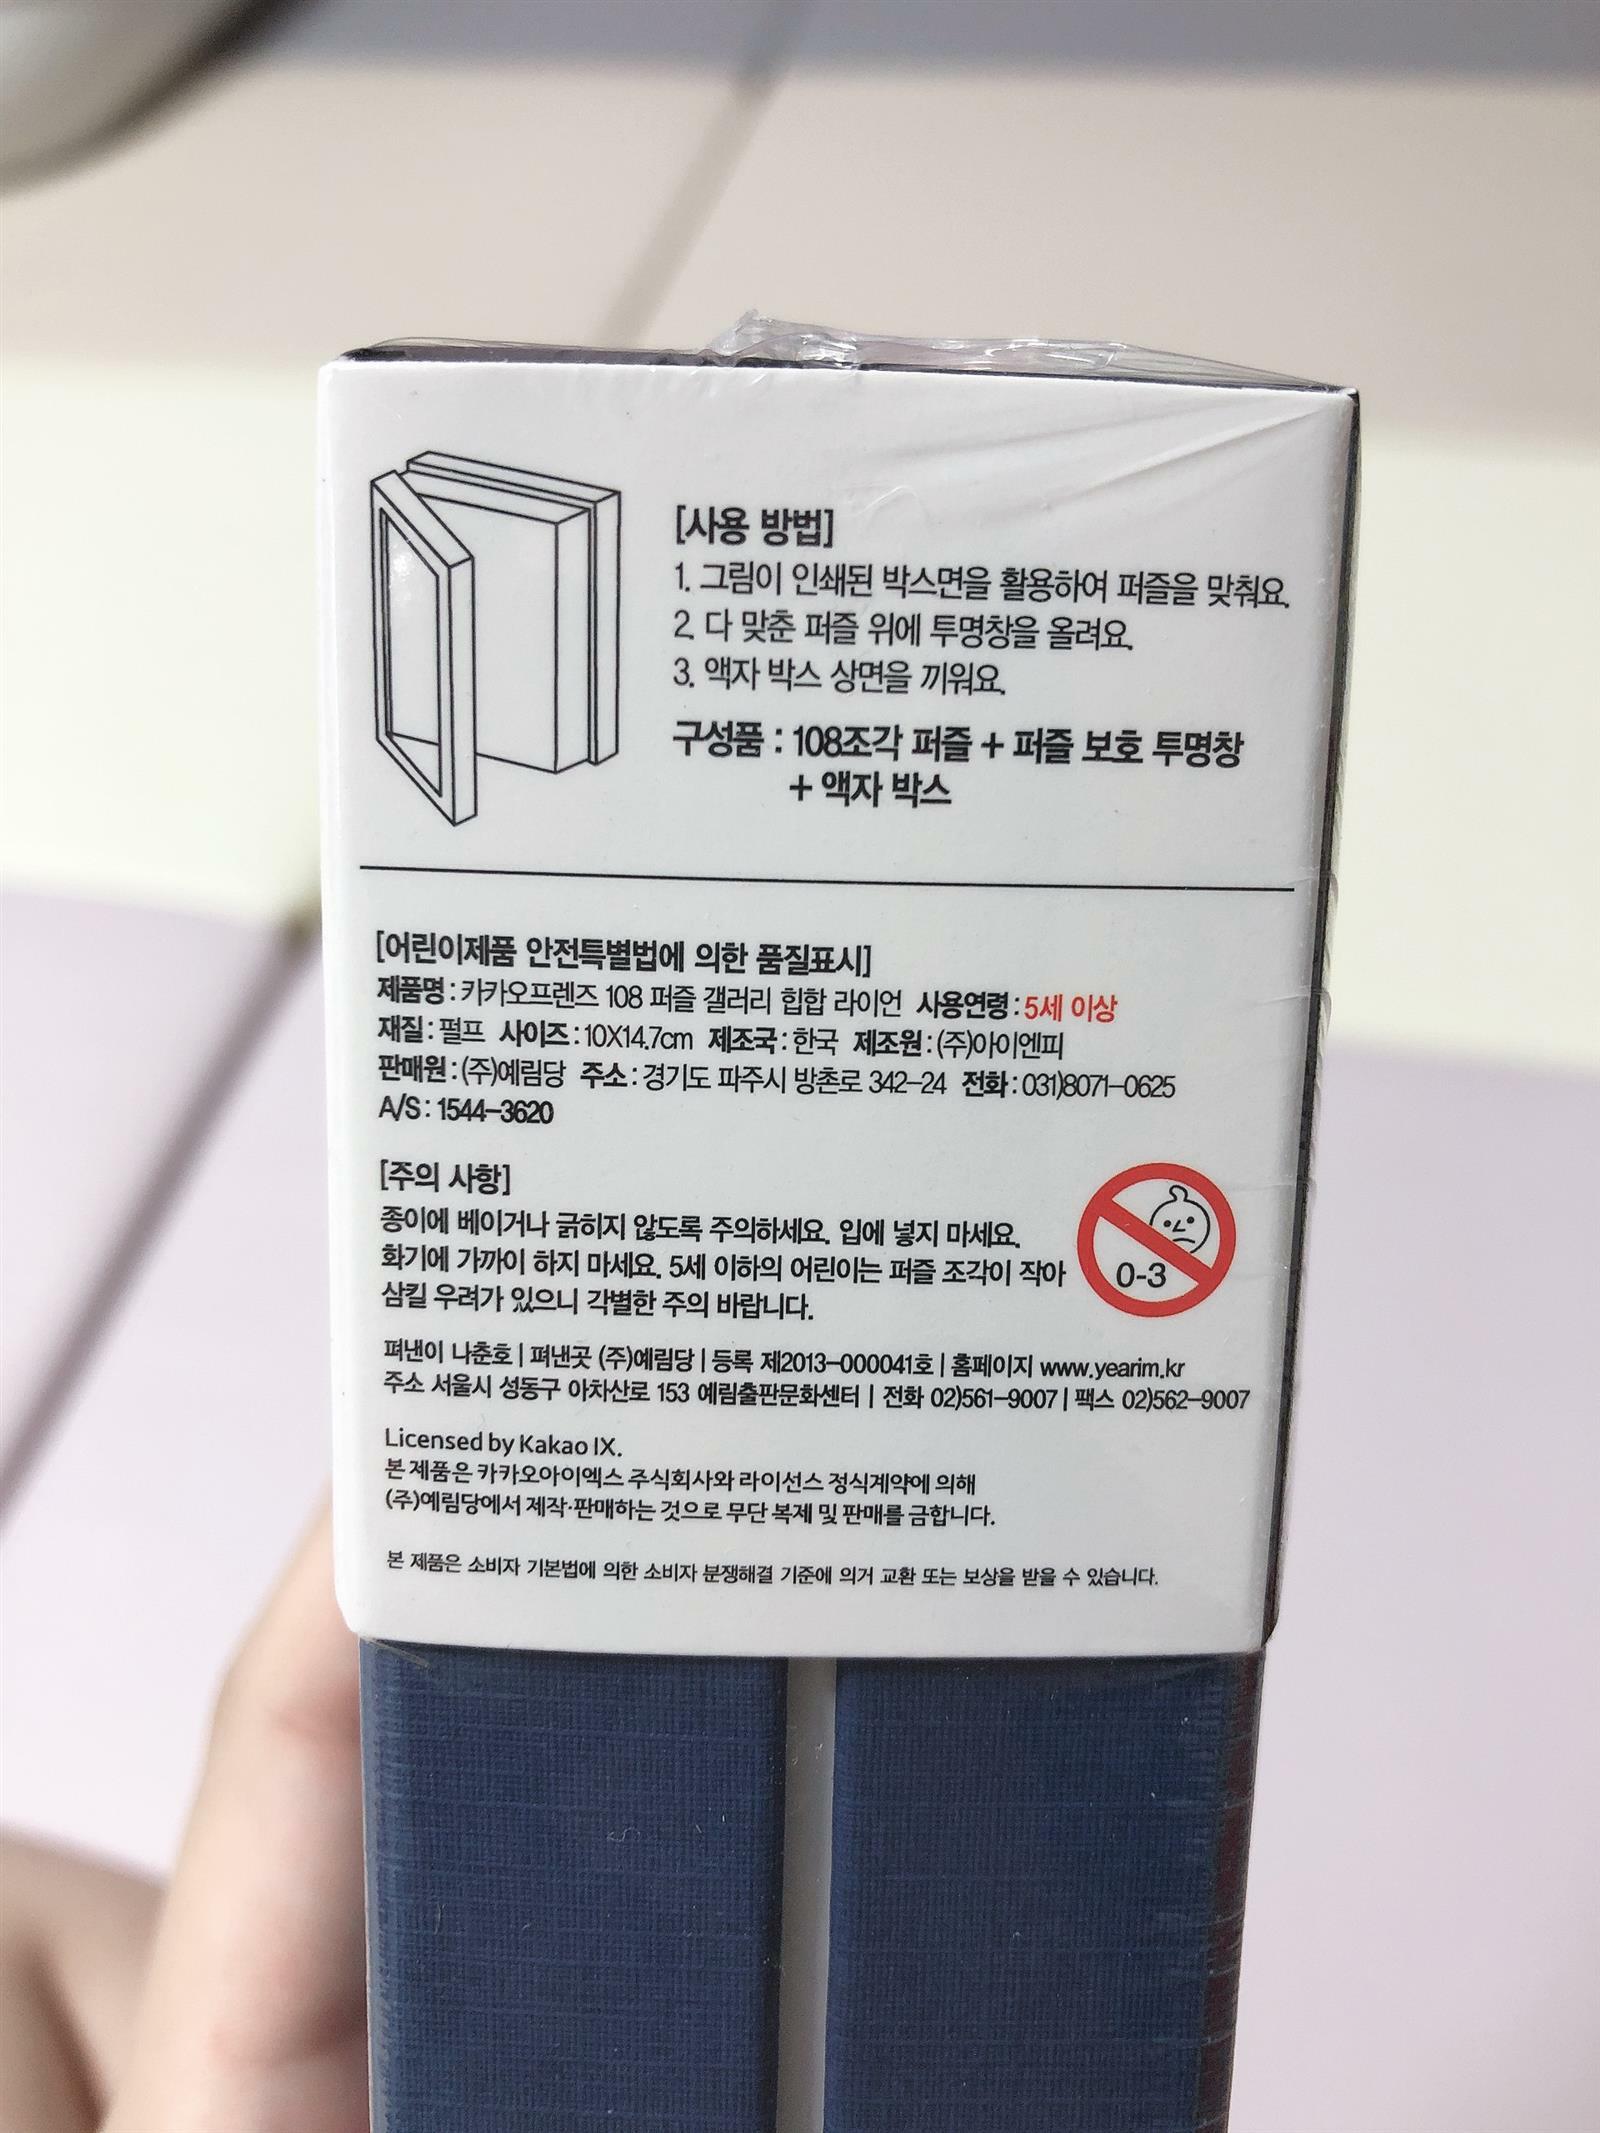 [사용 방법]
1. 그림이 인쇄된 박스면을 활용하여 퍼즐을 맞춰요.
2. 다 맞춘 퍼즐 위에 투명창을 올려요.
3. 액자 박스 상면을 끼워요.
구성품 : 108조각 퍼즐 + 퍼즐 보호 투명창
+ 액자 박스
[어린이제품 안전특별법에 의한 품질표시]
제품명 : 카카오프렌즈 108 퍼즐 갤러리 힙합 라이언 사용연령 : 5세 이상
재질 : 펄프 사이즈 : 10X14.7cm 제조국 : 한국 제조원 : (주)아이엔피
판매원 : (주)예림당 주소 : 경기도 파주시 방촌로 342-24 전화 : 031)8071-0625
A/S : 1544-3620
[주의 사항]
종이에 베이거나 긁히지 않도록 주의하세요. 입에 넣지 마세요.
화기에 가까이 하지 마세요. 5세 이하의 어린이는 퍼즐 조각이 작아
삼킬 우려가 있으니 각별한 주의 바랍니다.
0-3
펴낸이 나춘호 | 펴낸곳 (주)예림당 | 등록 제2013-000041호 | 홈페이지 www.yearim.kr
주소 서울시 성동구 아차산로 153 예림출판문화센터 | 전화 02)561-9007 | 팩스 02)562-9007
Licensed by Kakao IX.
본 제품은 카카오아이엑스 주식회사와 라이선스 정식계약에 의해
(주)예림당에서 제작·판매하는 것으로 무단 복제 및 판매를 금합니다.
본 제품은 소비자 기본법에 의한 소비자 분쟁해결 기준에 의거 교환 또는 보상을 받을 수 있습니다.